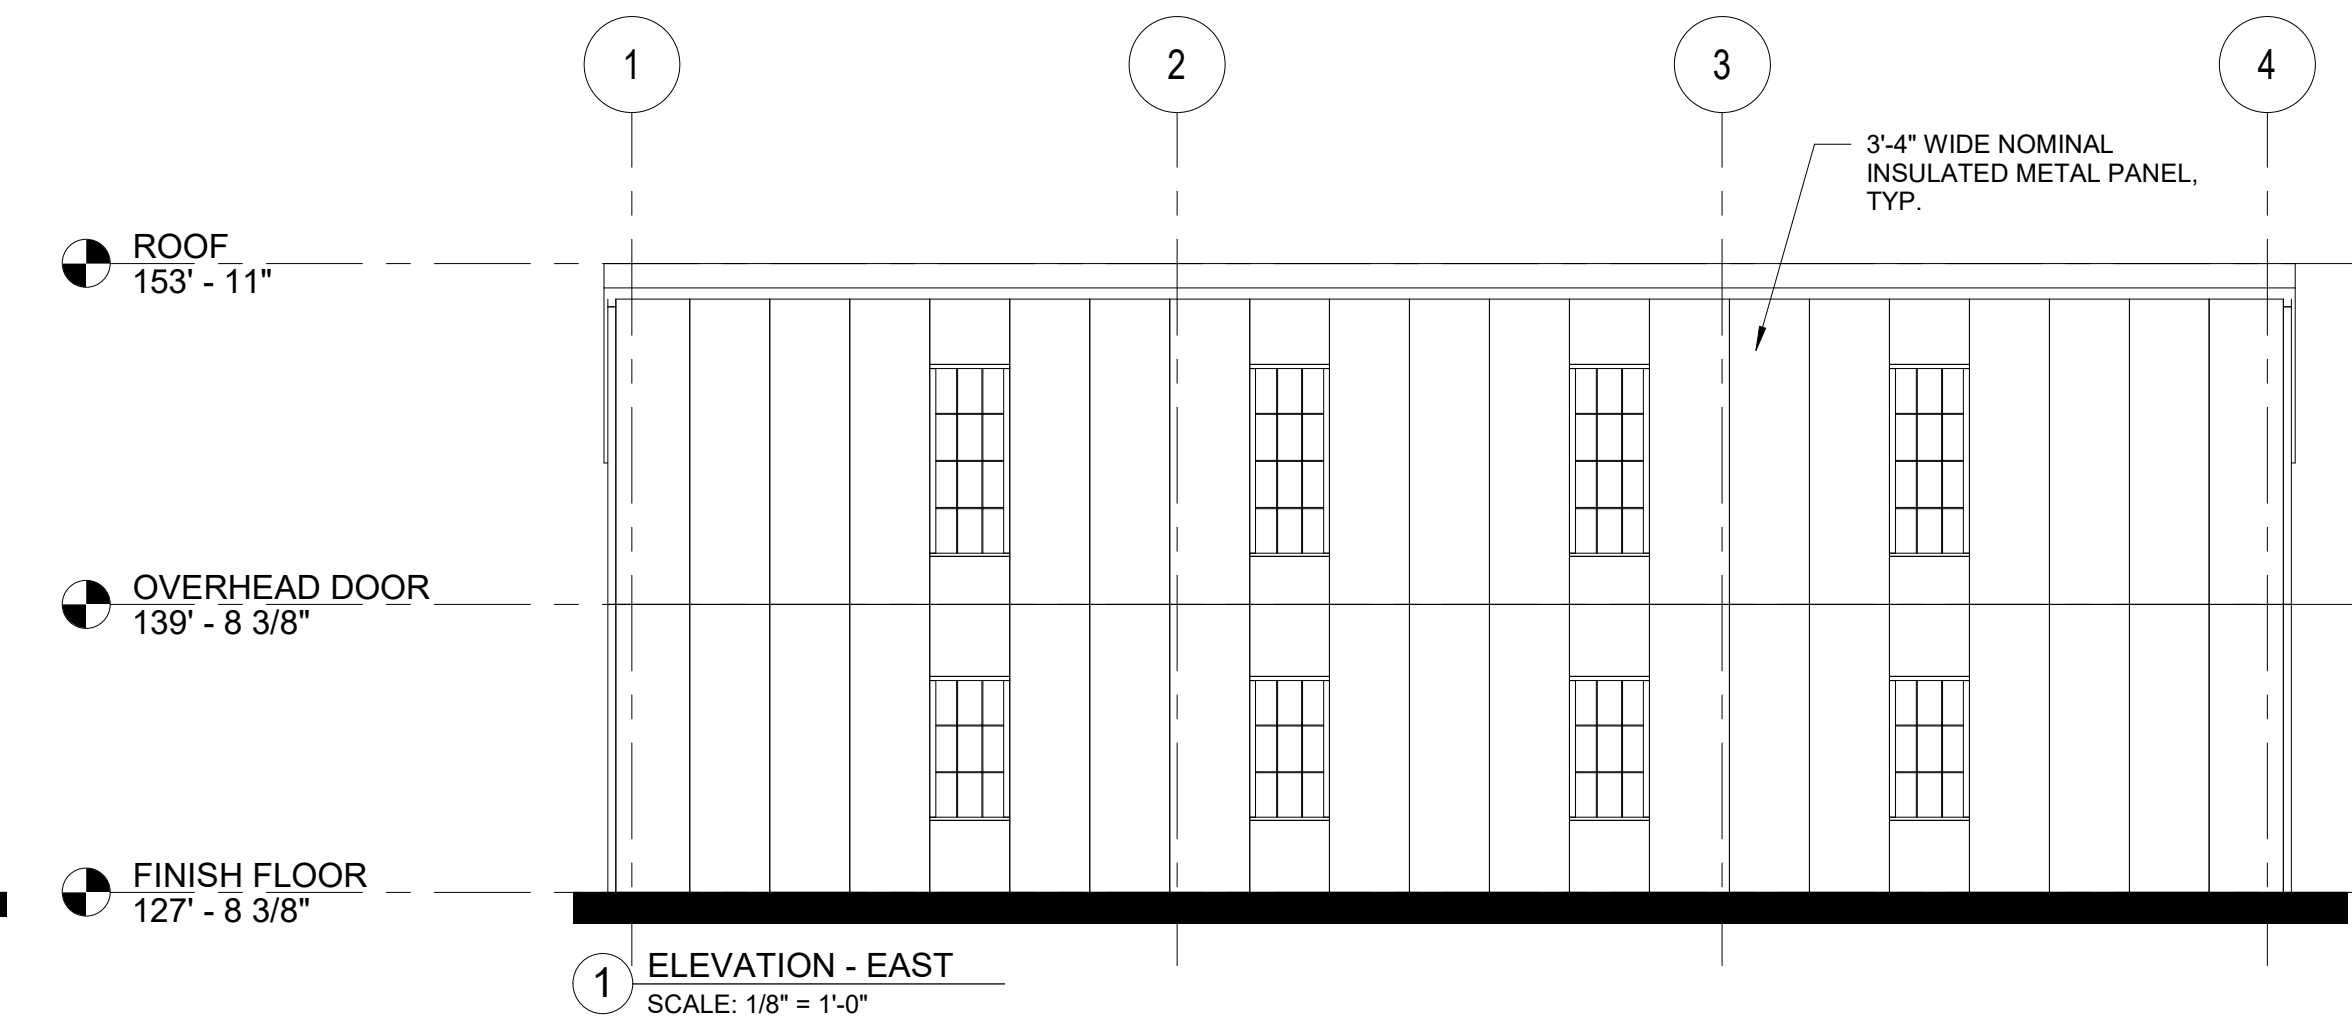 1
2
3
4
3'-4" WIDE NOMINAL
INSULATED METAL PANEL,
TYP.
ROOF
153' - 11"
OVERHEAD DOOR
139' - 8 3/8"
FINISH FLOOR
127' - 8 3/8"
1
ELEVATION - EAST
SCALE: 1/8" = 1'-0"